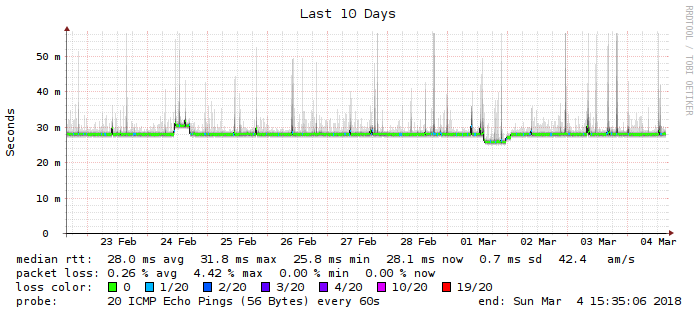 Last 10 Days
RRDTOOL / TOBI OETIKER
Seconds
50 m
40 m
30 m
20 m
10 m
0
23 Feb 24 Feb 25 Feb 26 Feb 27 Feb 28 Feb 01 Mar 02 Mar 03 Mar 04 Mar
median rtt: 28.0 ms avg 31.8 ms max 25.8 ms min 28.1 ms now 0.7 ms sd 42.4 am/s
packet loss: 0.26 % avg 4.42 % max 0.00 % min 0.00 % now
loss color: 0 1/20 2/20 3/20 4/20 10/20 19/20
probe: 20 ICMP Echo Pings (56 Bytes) every 60s end: Sun Mar 4 15:35:06 2018